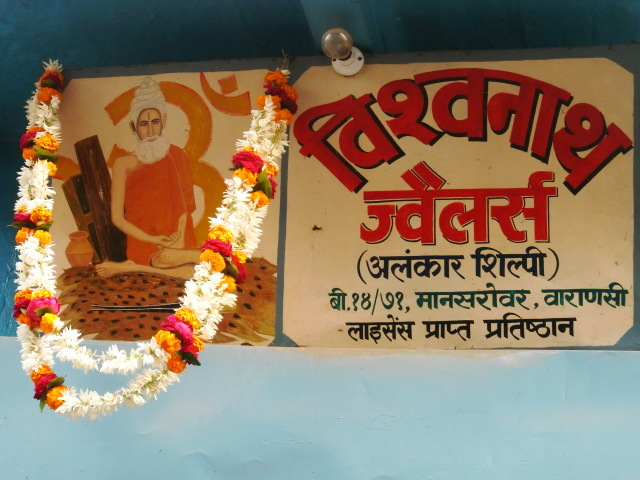 विश्वनाथ
ज्वैलर्स
(अलंकार शिल्पी)
बी.१४/७१, मानसरोवर, वाराणसी
लाइसेंस प्राप्त प्रतिष्ठान